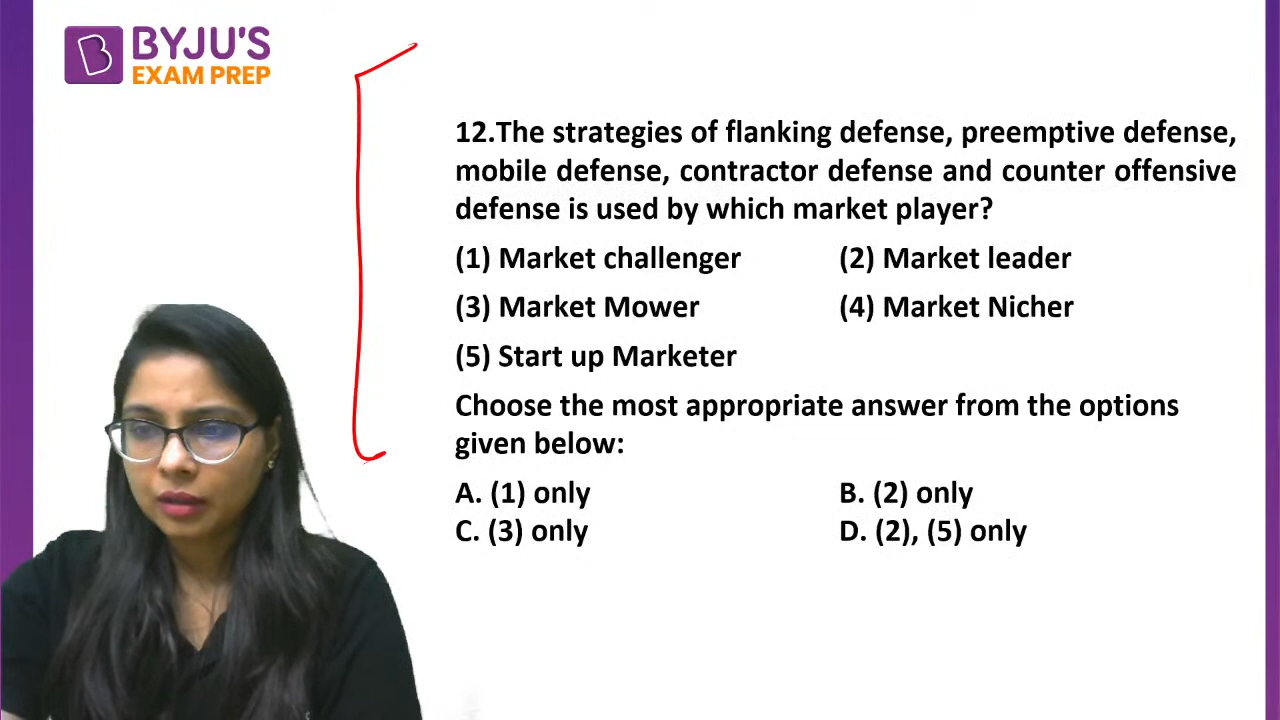 BYJU'S
EXAM PREP
12.The strategies of flanking defense, preemptive defense,
mobile defense, contractor defense and counter offensive
defense is used by which market player?
(1) Market challenger (2) Market leader
(3) Market Mower (4) Market Nicher
(5) Start up Marketer
Choose the most appropriate answer from the options
given below:
A. (1) only B. (2) only
C. (3) only D. (2), (5) only